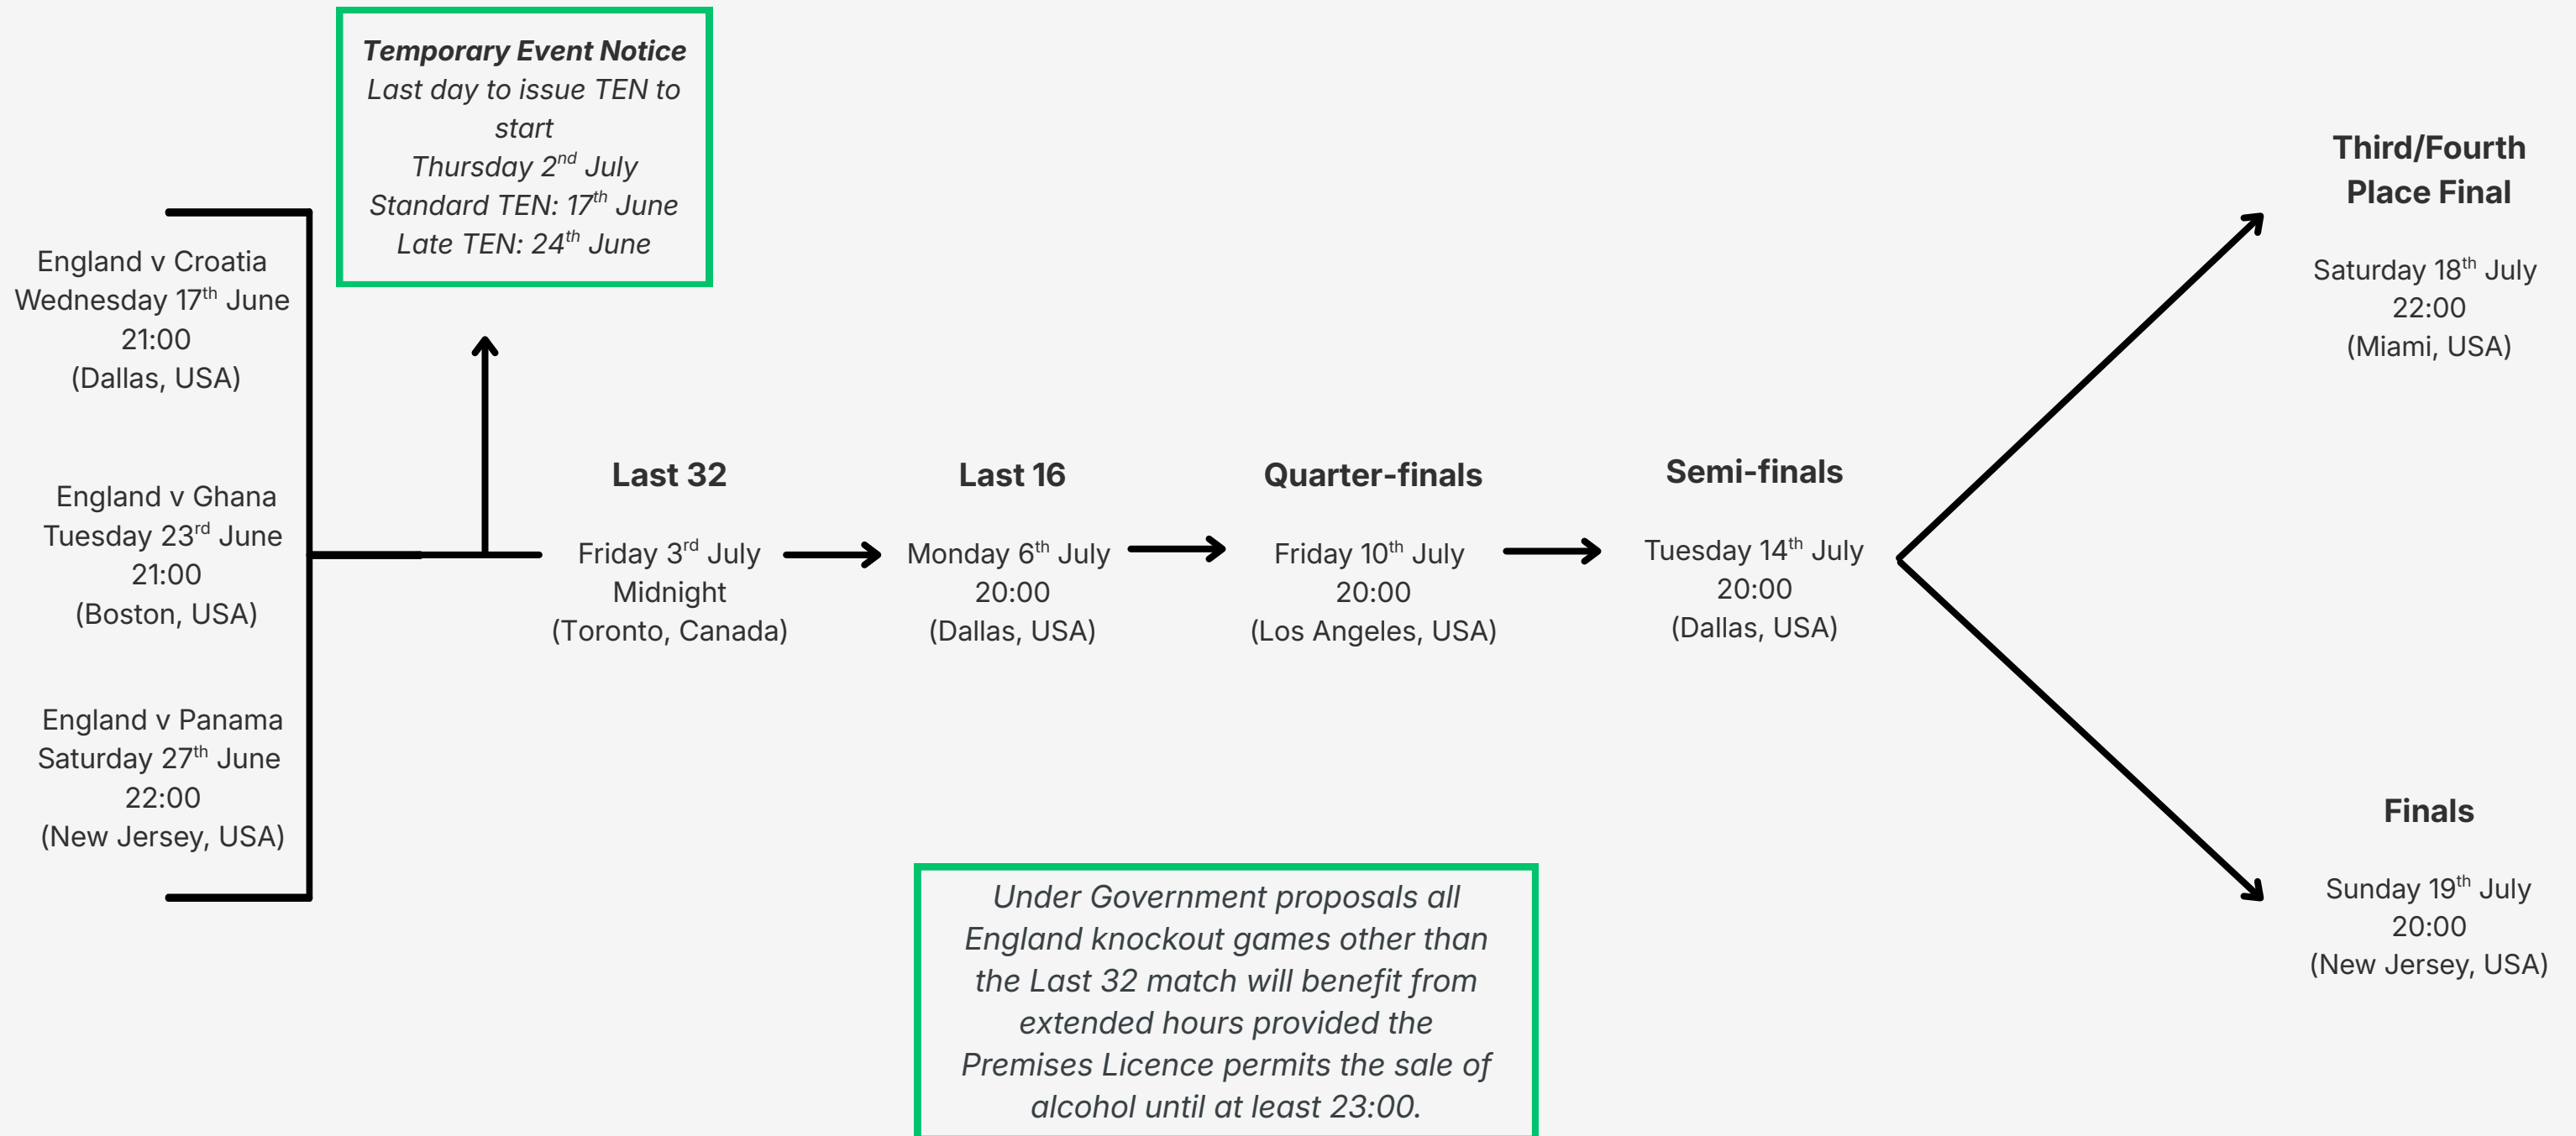 Temporary Event Notice
Last day to issue TEN to
start
Thursday 2nd July
Standard TEN: 17th June
Late TEN: 24th June
England v Croatia
Wednesday 17th June
21:00
(Dallas, USA)
England v Ghana
Tuesday 23rd June
21:00
(Boston, USA)
England v Panama
Saturday 27th June
22:00
(New Jersey, USA)
Last 32
Friday 3rd July
Midnight
(Toronto, Canada)
Last 16
Monday 6th July
20:00
(Dallas, USA)
Quarter-finals
Friday 10th July
20:00
(Los Angeles, USA)
Semi-finals
Tuesday 14th July
20:00
(Dallas, USA)
Third/Fourth
Place Final
Saturday 18th July
22:00
(Miami, USA)
Finals
Sunday 19th July
20:00
(New Jersey, USA)
Under Government proposals all
England knockout games other than
the Last 32 match will benefit from
extended hours provided the
Premises Licence permits the sale of
alcohol until at least 23:00.